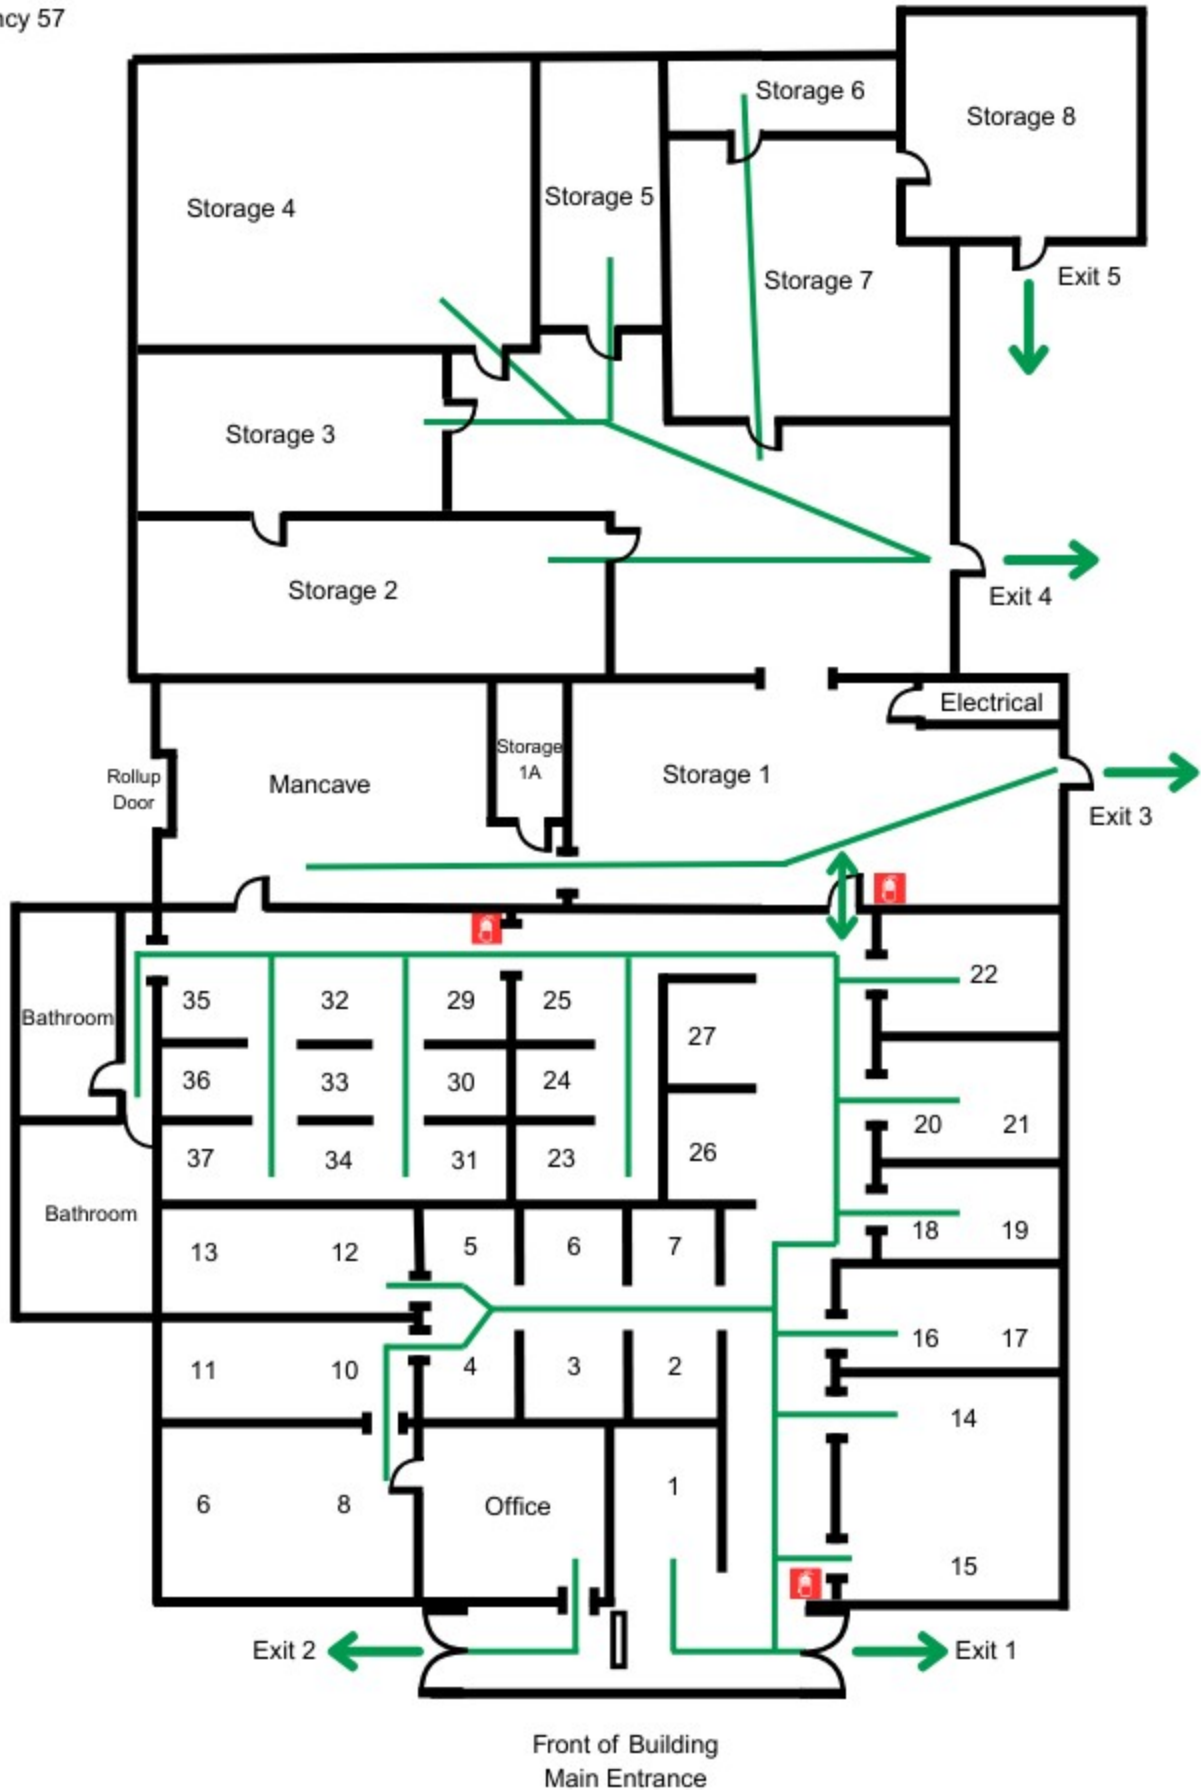 ncy 57
Storage 6
Storage 8
Storage 5
Storage 4
Exit 5
Storage 7
Storage 3
Storage 2
Exit 4
Electrical
Storage
1A
Rollup
Door
Mancave
Storage 1
Exit 3
22
35
32
29
25
Bathroom
27
36
33
30
24
20
21
37
34
31
23
26
Bathroom
18
19
13
12
5
6
7
16
17
11
10
4
3
2
14
6
8
Office
1
15
Exit 2
Exit 1
Front of Building
Main Entrance